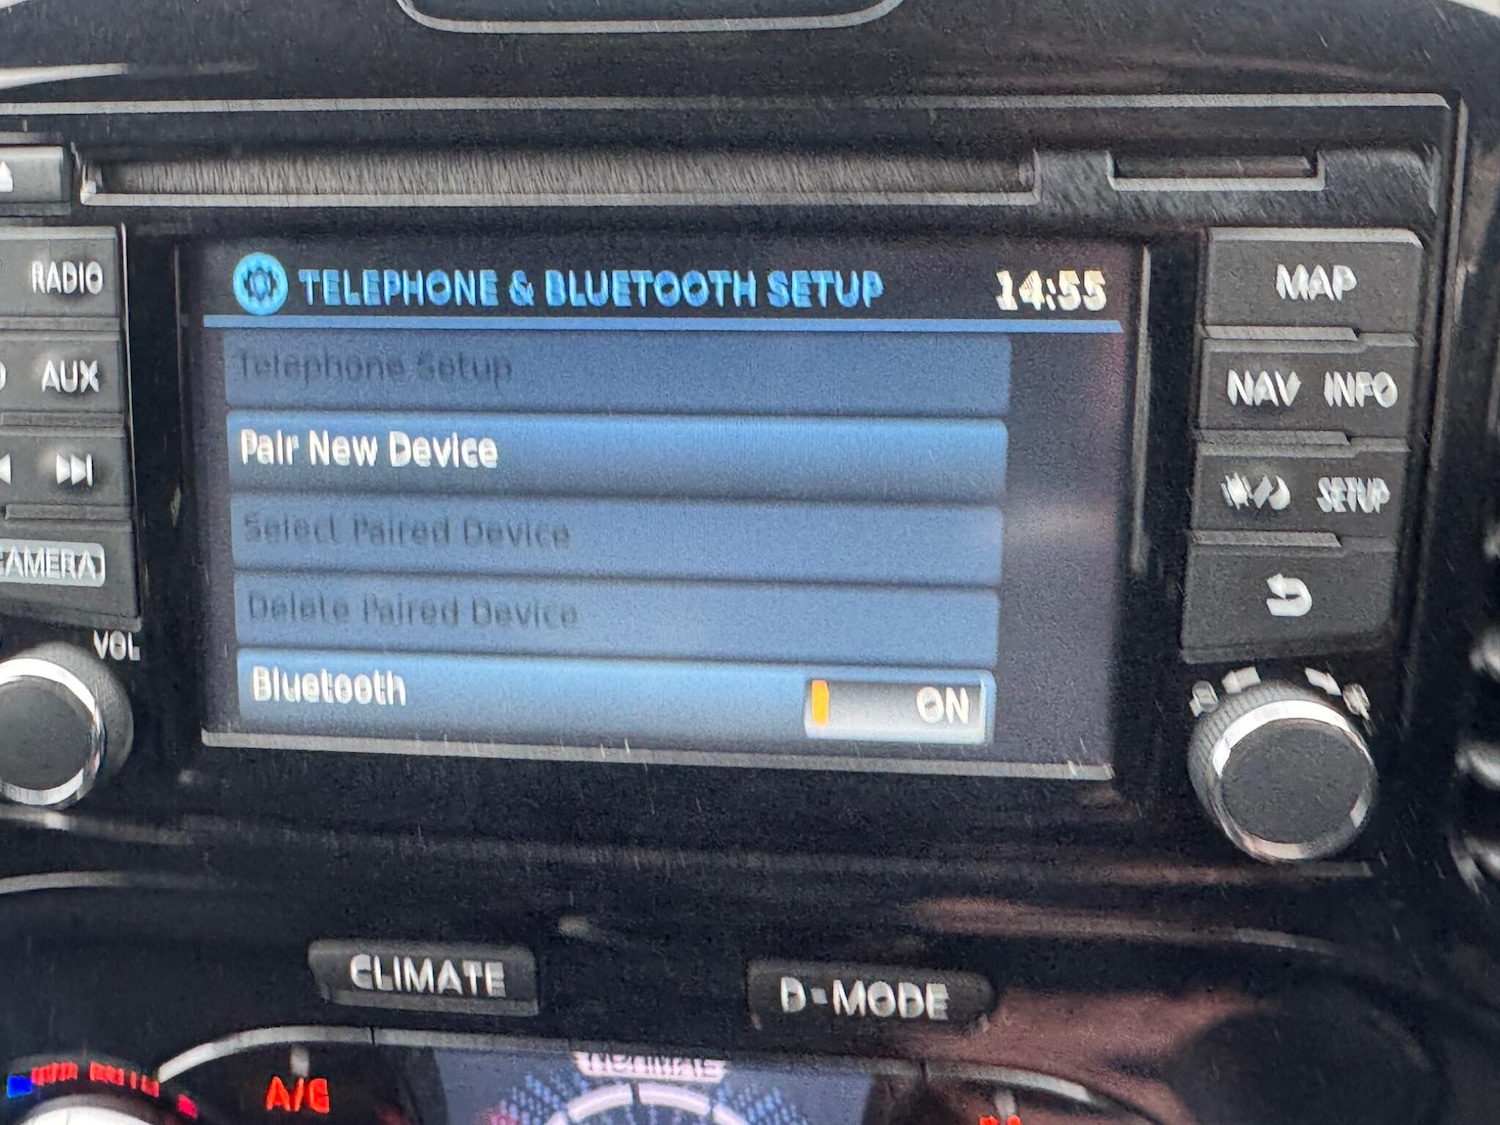 TELEPHONE & BLUETOOTH SETUP 14:55
Telephone Setup
Pair New Device
Select Paired Device
Delete Paired Device
Bluetooth ON
RADIO
AUX
CAMERA
VOL
MAP
NAV INFO
SETUP
CLIMATE
D-MODE
A/C